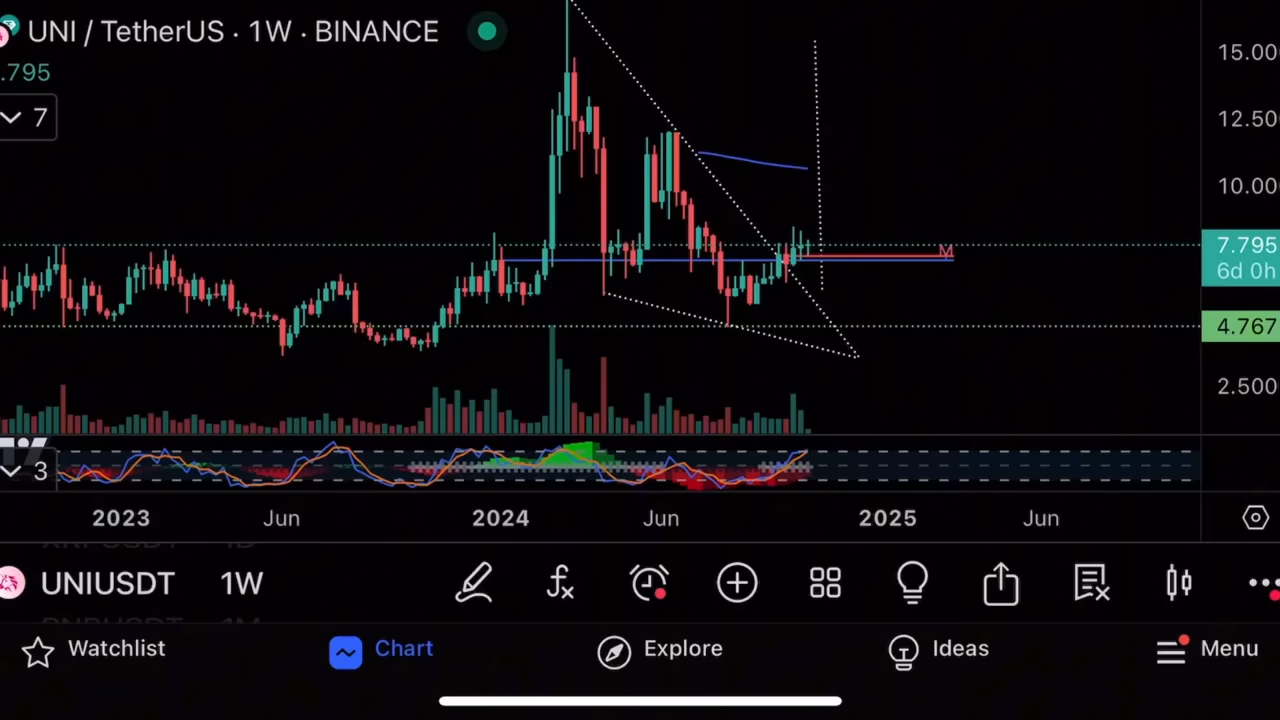 UNI / TetherUS · 1W · BINANCE
.795
7
15.00
12.50
10.00
7.795
6d 0h
4.767
2.500
M
3
2023 Jun 2024 Jun 2025 Jun
UNIUSDT 1W
Watchlist Chart Explore Ideas Menu